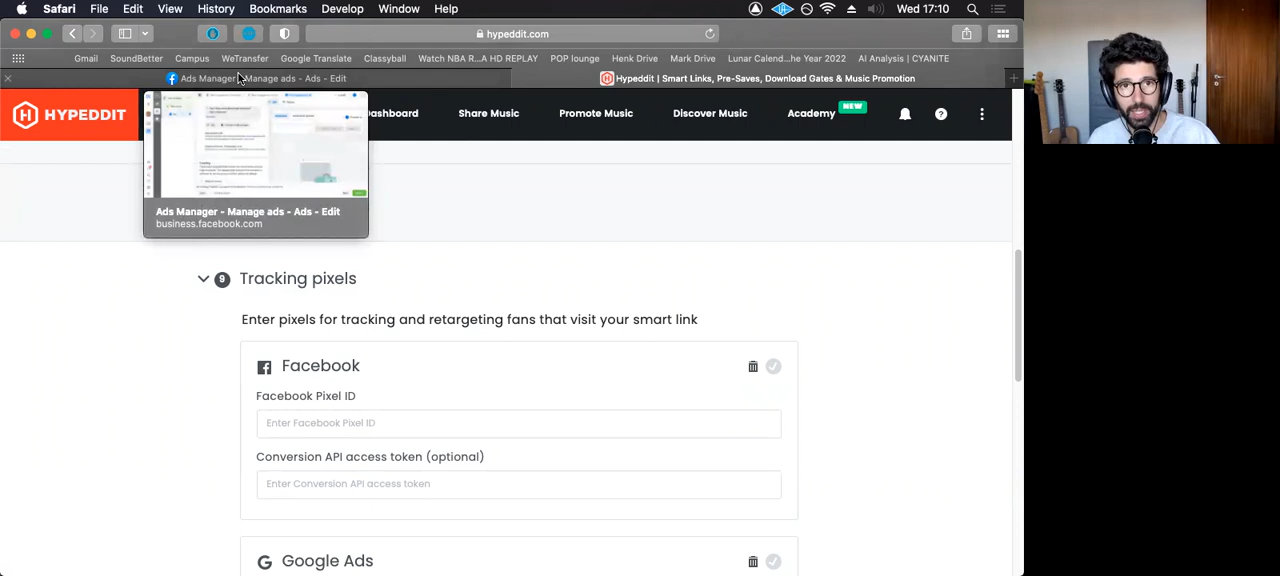 Safari File Edit View History Bookmarks Develop Window Help Wed 17:10
hypeddit.com
Gmail SoundBetter Campus WeTransfer Google Translate Classyball Watch NBA R...A HD REPLAY POP lounge Henk Drive Mark Drive Lunar Calend...he Year 2022 AI Analysis | CYANITE
Ads Manager - Manage ads - Ads - Edit Hypeddit | Smart Links, Pre-Saves, Download Gates & Music Promotion
HYPEDDIT ashboard Share Music Promote Music Discover Music Academy NEW
Ads Manager - Manage ads - Ads - Edit
business.facebook.com
9 Tracking pixels
Enter pixels for tracking and retargeting fans that visit your smart link
Facebook
Facebook Pixel ID
Enter Facebook Pixel ID
Conversion API access token (optional)
Enter Conversion API access token
Google Ads